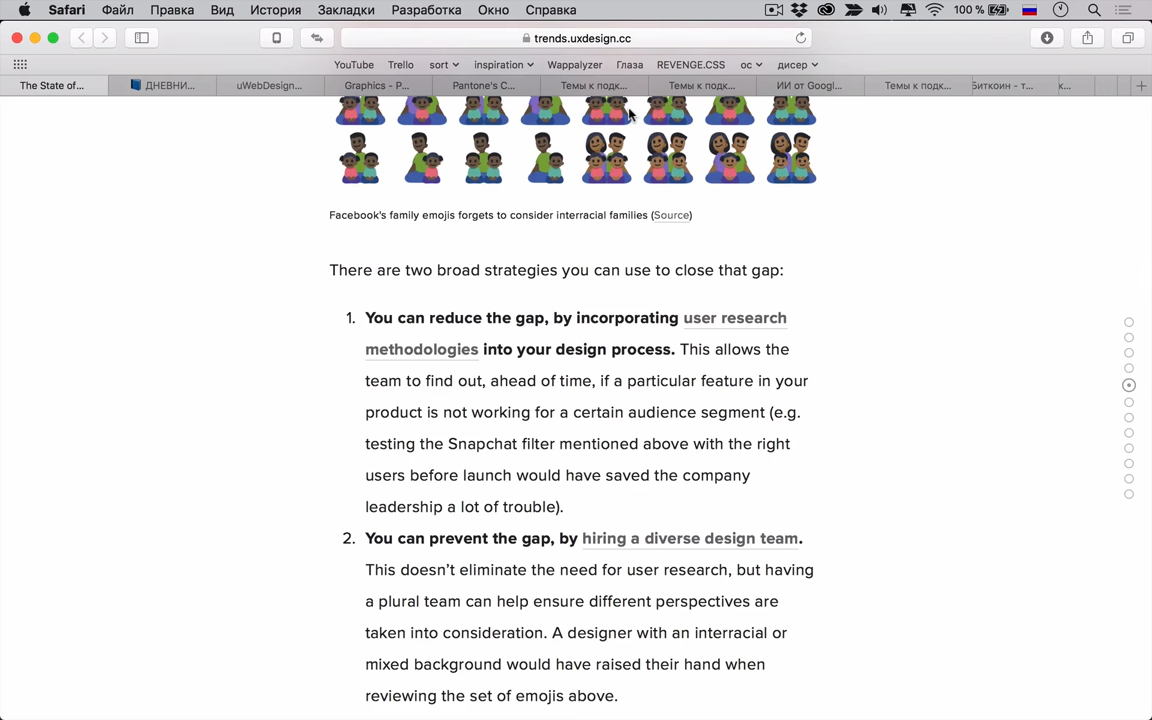 Safari Файл Правка Вид История Закладки Разработка Окно Справка 100 %
trends.uxdesign.cc
YouTube Trello sort inspiration Wappalyzer Глаза REVENGE.CSS ос дисер
The State of... ДНЕВНИ... uWebDesign... Graphics - P... Pantone's C... Темы к подк... Темы к подк... ИИ от Googl... Темы к подк... Биткоин - т... к...
Facebook's family emojis forgets to consider interracial families (Source)
There are two broad strategies you can use to close that gap:
1. You can reduce the gap, by incorporating user research
methodologies into your design process. This allows the
team to find out, ahead of time, if a particular feature in your
product is not working for a certain audience segment (e.g.
testing the Snapchat filter mentioned above with the right
users before launch would have saved the company
leadership a lot of trouble).
2. You can prevent the gap, by hiring a diverse design team.
This doesn't eliminate the need for user research, but having
a plural team can help ensure different perspectives are
taken into consideration. A designer with an interracial or
mixed background would have raised their hand when
reviewing the set of emojis above.